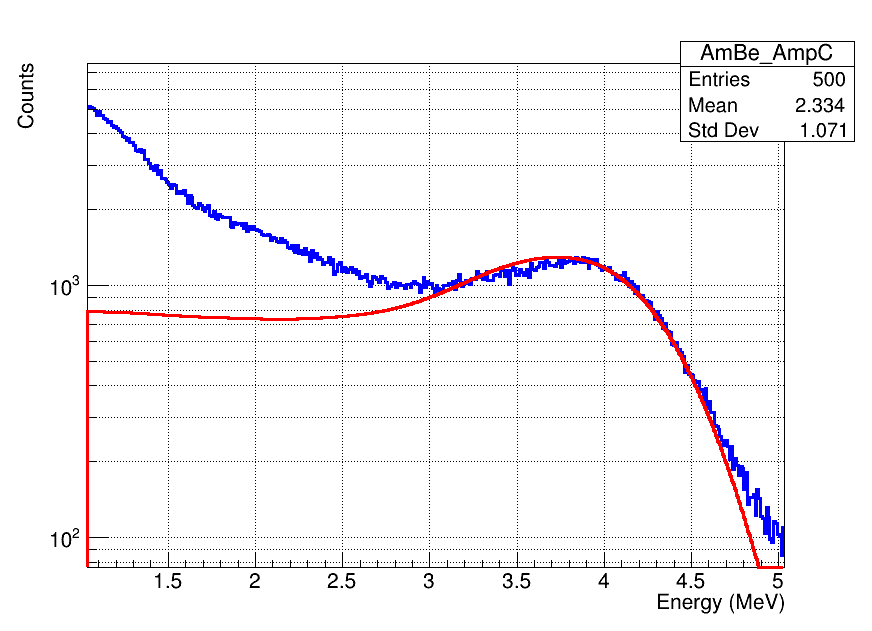 AmBe_AmpC
Entries 500
Mean 2.334
Std Dev 1.071
Counts
10³
10²
1.5 2 2.5 3 3.5 4 4.5 5
Energy (MeV)